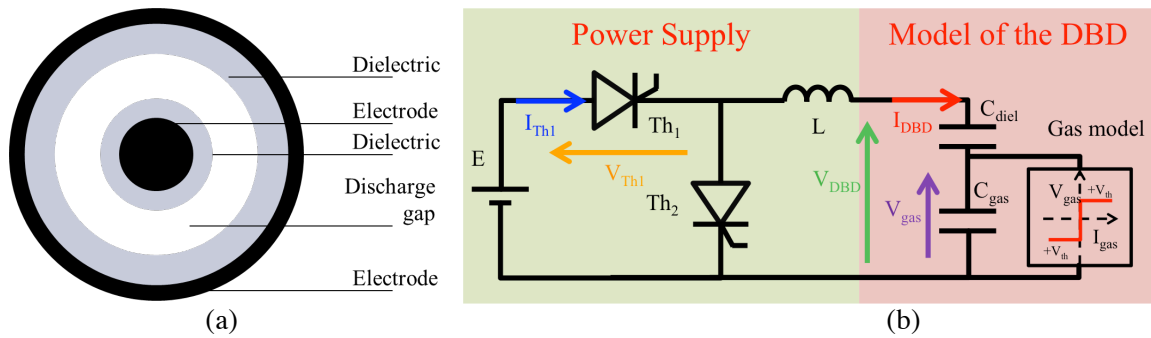 Dielectric
Electrode
Dielectric
Discharge
gap
Electrode
(a)
Power Supply
Model of the DBD
I_Th1
Th_1
V_Th1
E
Th_2
L
I_DBD
C_diel
V_DBD
V_gas
C_gas
Gas model
V_gas
+V_th
I_gas
+V_th
(b)